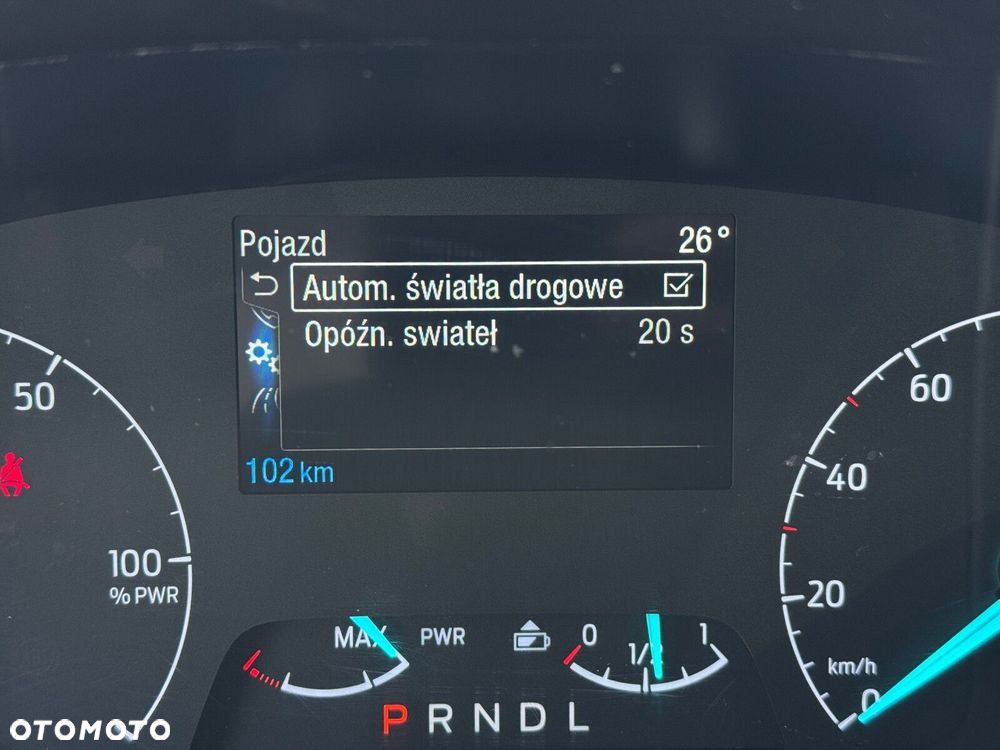 Pojazd 26°
Autom. światła drogowe
Opóźn. swiateł 20 s
102 km
50
100
% PWR
60
40
20
0
km/h
MAX PWR
0 1/2 1
P R N D L
OTOMOTO